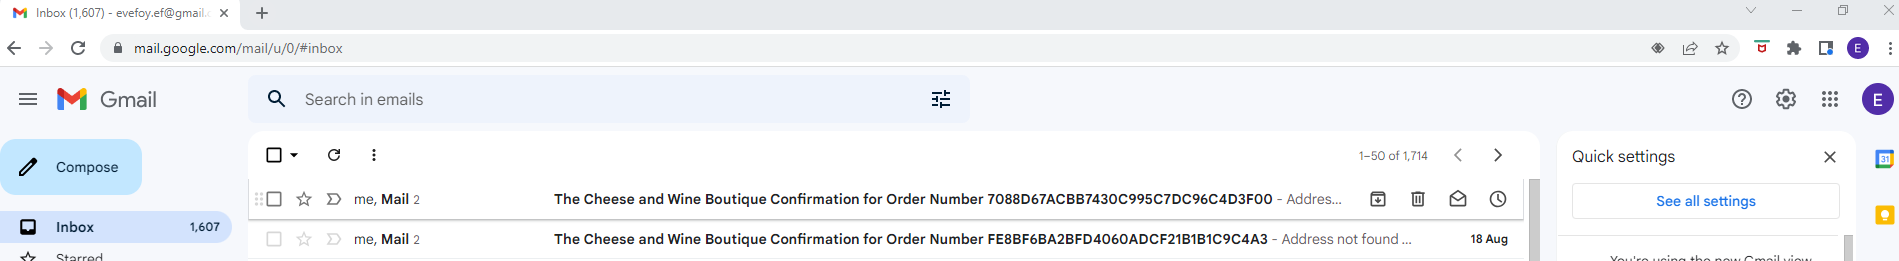 Inbox (1,607) - evefoy.ef@gmail.c
mail.google.com/mail/u/0/#inbox
E
Gmail
Search in emails
E
31
Compose
1–50 of 1,714
Quick settings
me, Mail 2 The Cheese and Wine Boutique Confirmation for Order Number 7088D67ACBB7430C995C7DC96C4D3F00 - Addres...
See all settings
Inbox 1,607
me, Mail 2 The Cheese and Wine Boutique Confirmation for Order Number FE8BF6BA2BFD4060ADCF21B1B1C9C4A3 - Address not found ... 18 Aug
Starred
You're using the new Gmail view